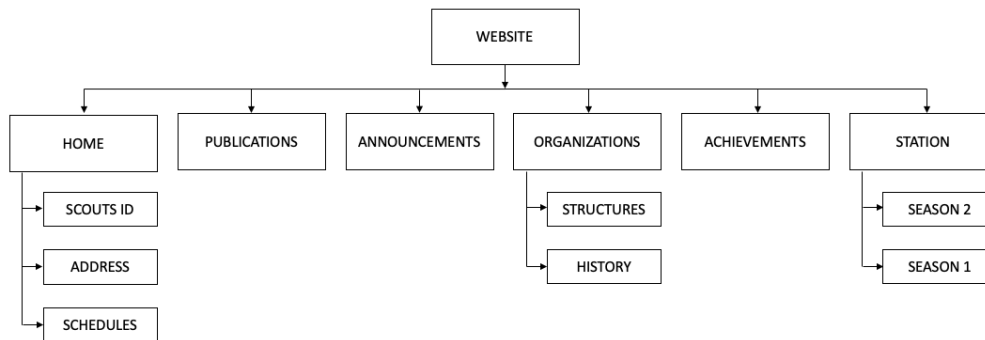 WEBSITE
HOME
PUBLICATIONS
ANNOUNCEMENTS
ORGANIZATIONS
ACHIEVEMENTS
STATION
SCOUTS ID
STRUCTURES
SEASON 2
ADDRESS
HISTORY
SEASON 1
SCHEDULES